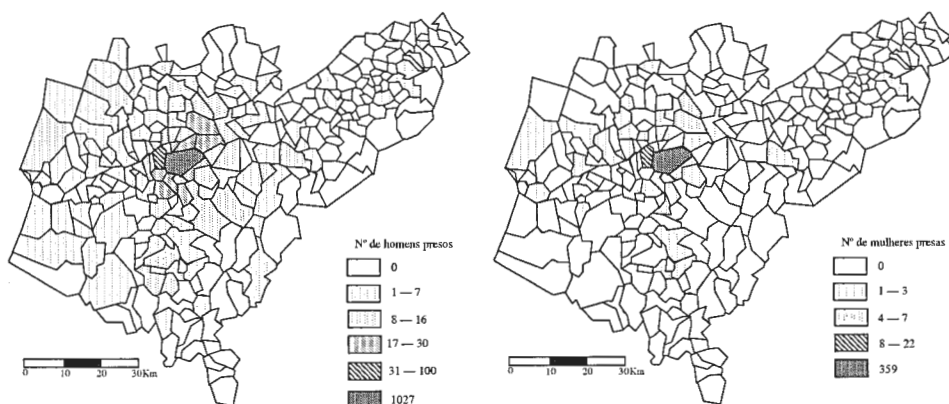 Nº de homens presos
0
1 — 7
8 — 16
17 — 30
31 — 100
1027
0 10 20 30Km
Nº de mulheres presas
0
1 — 3
4 — 7
8 — 22
359
0 10 20 30Km